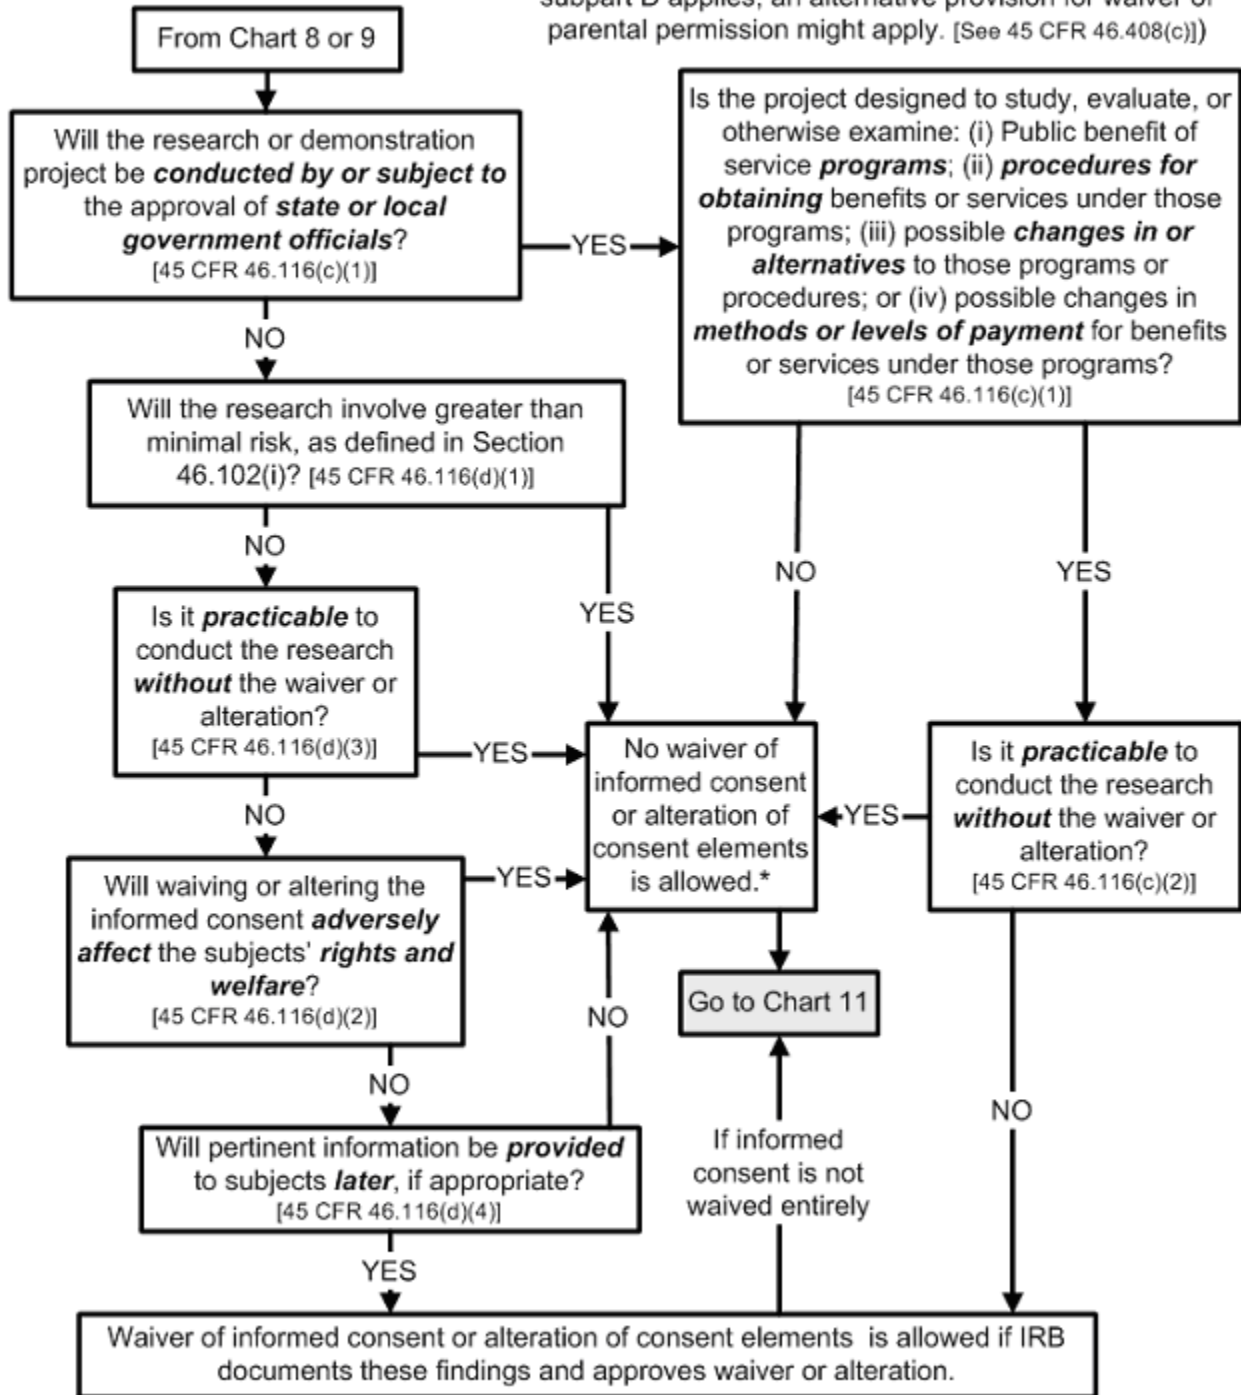 subpart D applies, an alternative provision for waiver of
parental permission might apply. [See 45 CFR 46.408(c)])
From Chart 8 or 9
Will the research or demonstration
project be conducted by or subject to
the approval of state or local
government officials?
[45 CFR 46.116(c)(1)]
YES
Is the project designed to study, evaluate, or
otherwise examine: (i) Public benefit of
service programs; (ii) procedures for
obtaining benefits or services under those
programs; (iii) possible changes in or
alternatives to those programs or
procedures; or (iv) possible changes in
methods or levels of payment for benefits
or services under those programs?
[45 CFR 46.116(c)(1)]
NO
Will the research involve greater than
minimal risk, as defined in Section
46.102(i)? [45 CFR 46.116(d)(1)]
NO
YES
NO
YES
Is it practicable to
conduct the research
without the waiver or
alteration?
[45 CFR 46.116(d)(3)]
YES
No waiver of
informed consent
or alteration of
consent elements
is allowed.*
YES
Is it practicable to
conduct the research
without the waiver or
alteration?
[45 CFR 46.116(c)(2)]
NO
Will waiving or altering the
informed consent adversely
affect the subjects' rights and
welfare?
[45 CFR 46.116(d)(2)]
YES
Go to Chart 11
NO
NO
NO
Will pertinent information be provided
to subjects later, if appropriate?
[45 CFR 46.116(d)(4)]
If informed
consent is not
waived entirely
YES
Waiver of informed consent or alteration of consent elements is allowed if IRB
documents these findings and approves waiver or alteration.